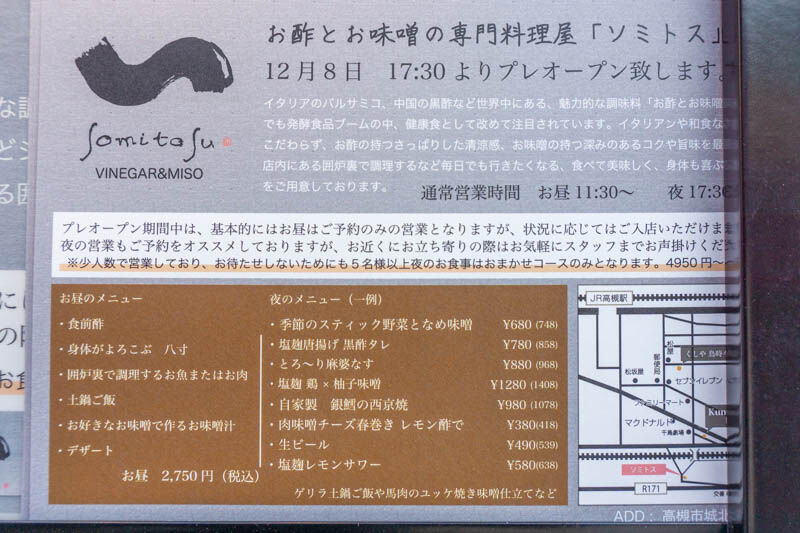 お酢とお味噌の専門料理屋「ソミトス」
12月8日 17:30よりプレオープン致します。
somitosu
VINEGAR&MISO
イタリアのバルサミコ、中国の黒酢など世界中にある、魅力的な調味料「お酢とお味噌
でも発酵食品ブームの中、健康食として改めて注目されています。イタリアンや和食な
こだわらず、お酢の持つさっぱりした清涼感、お味噌の持つ深みのあるコクや旨味を最
店内にある囲炉裏で調理するなど毎日でも行きたくなる、食べて美味しく、身体も喜ぶ
をご用意しております。
通常営業時間 お昼11:30〜 夜17:30
プレオープン期間中は、基本的にはお昼はご予約のみの営業となりますが、状況に応じてはご入店いただけま
夜の営業もご予約をオススメしておりますが、お近くにお立ち寄りの際はお気軽にスタッフまでお声掛けくだ
※少人数で営業しており、お待たせしないためにも5名様以上夜のお食事はおまかせコースのみとなります。4950円〜
お昼のメニュー
・食前酢
・身体がよろこぶ 八寸
・囲炉裏で調理するお魚またはお肉
・土鍋ご飯
・お好きなお味噌で作るお味噌汁
・デザート
お昼 2,750円(税込)
夜のメニュー(一例)
・季節のスティック野菜となめ味噌 ¥680 (748)
・塩麹唐揚げ 黒酢タレ ¥780 (858)
・とろ〜り麻婆なす ¥880 (968)
・塩麹 鶏×柚子味噌 ¥1280 (1408)
・自家製 銀鱈の西京焼 ¥980 (1078)
・肉味噌チーズ春巻き レモン酢で ¥380(418)
・生ビール ¥490(539)
・塩麹レモンサワー ¥580(638)
ゲリラ土鍋ご飯や馬肉のユッケ焼き味噌仕立てなど
JR高槻駅
松屋
くしや 鳥時々
松坂屋
郵便局
セブンイレブン
ファミリーマート
Kun
マクドナルド
千鳥劇場
ソミトス
R171
ADD: 高槻市城北